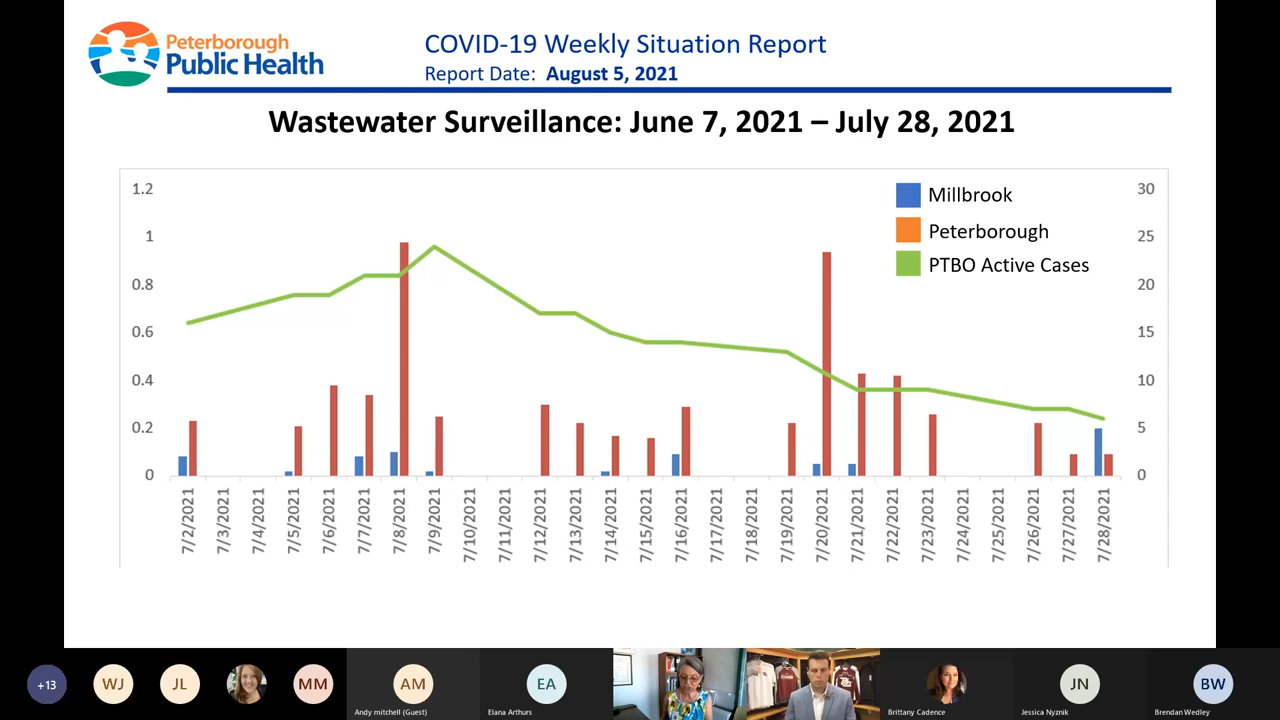 Peterborough
Public Health
COVID-19 Weekly Situation Report
Report Date: August 5, 2021
Wastewater Surveillance: June 7, 2021 – July 28, 2021
1.2
1
0.8
0.6
0.4
0.2
0
30
25
20
15
10
5
0
Millbrook
Peterborough
PTBO Active Cases
7/2/2021
7/3/2021
7/4/2021
7/5/2021
7/6/2021
7/7/2021
7/8/2021
7/9/2021
7/10/2021
7/11/2021
7/12/2021
7/13/2021
7/14/2021
7/15/2021
7/16/2021
7/17/2021
7/18/2021
7/19/2021
7/20/2021
7/21/2021
7/22/2021
7/23/2021
7/24/2021
7/25/2021
7/26/2021
7/27/2021
7/28/2021
+13
WJ
JL
MM
AM
Andy mitchell (Guest)
EA
Elana Arthurs
Brittany Cadence
JN
Jessica Nyznik
BW
Brendan Wedley